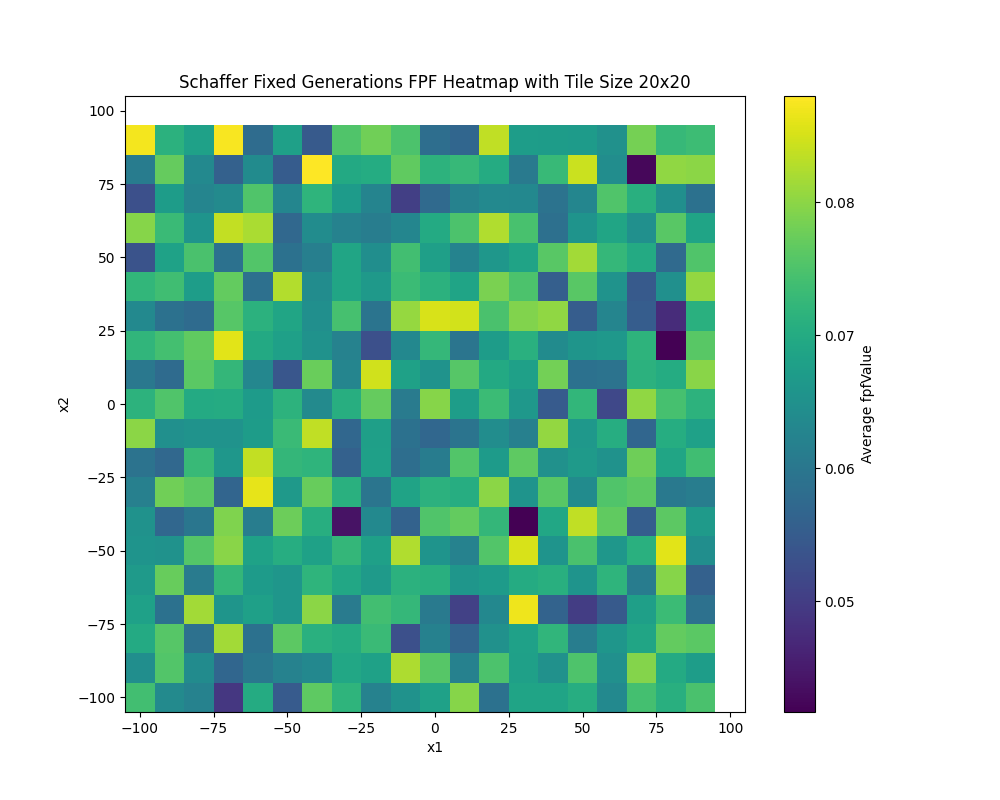 Schaffer Fixed Generations FPF Heatmap with Tile Size 20x20
100
75
50
25
0
−25
−50
−75
−100
x2
−100 −75 −50 −25 0 25 50 75 100
x1
0.08
0.07
0.06
0.05
Average fpfValue